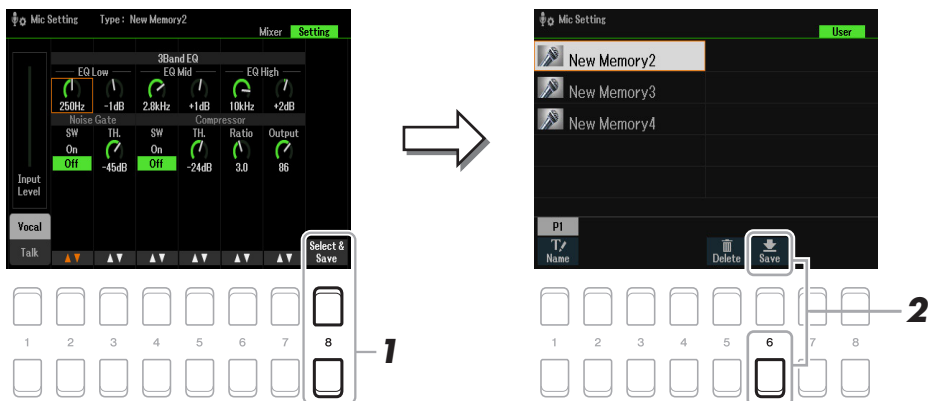 Mic Setting Type : New Memory2
Mixer Setting
3Band EQ
EQ Low EQ Mid EQ High
250Hz -1dB 2.8kHz +1dB 10kHz +2dB
Noise Gate Compressor
SW TH. SW TH. Ratio Output
On On
Off -45dB Off -24dB 3.0 86
Input
Level
Vocal
Talk
Select &
Save
1 2 3 4 5 6 7 8
1
Mic Setting
User
New Memory2
New Memory3
New Memory4
P1
Name Delete Save
1 2 3 4 5 6 7 8
2